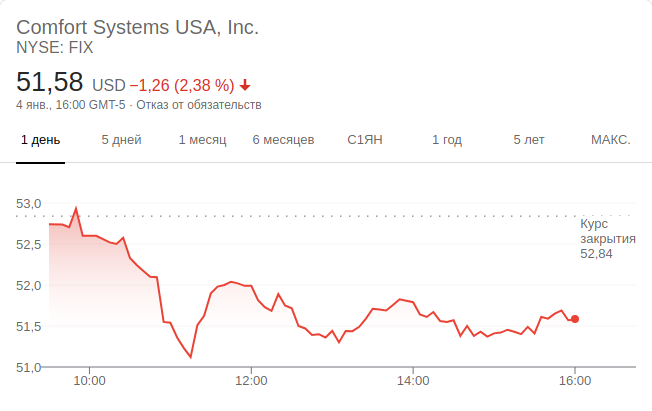 Comfort Systems USA, Inc.
NYSE: FIX
51,58 USD −1,26 (2,38 %)
4 янв., 16:00 GMT-5 · Отказ от обязательств
1 день 5 дней 1 месяц 6 месяцев С1ЯН 1 год 5 лет МАКС.
53,0
Курс
закрытия
52,84
52,5
52,0
51,5
51,0
10:00 12:00 14:00 16:00